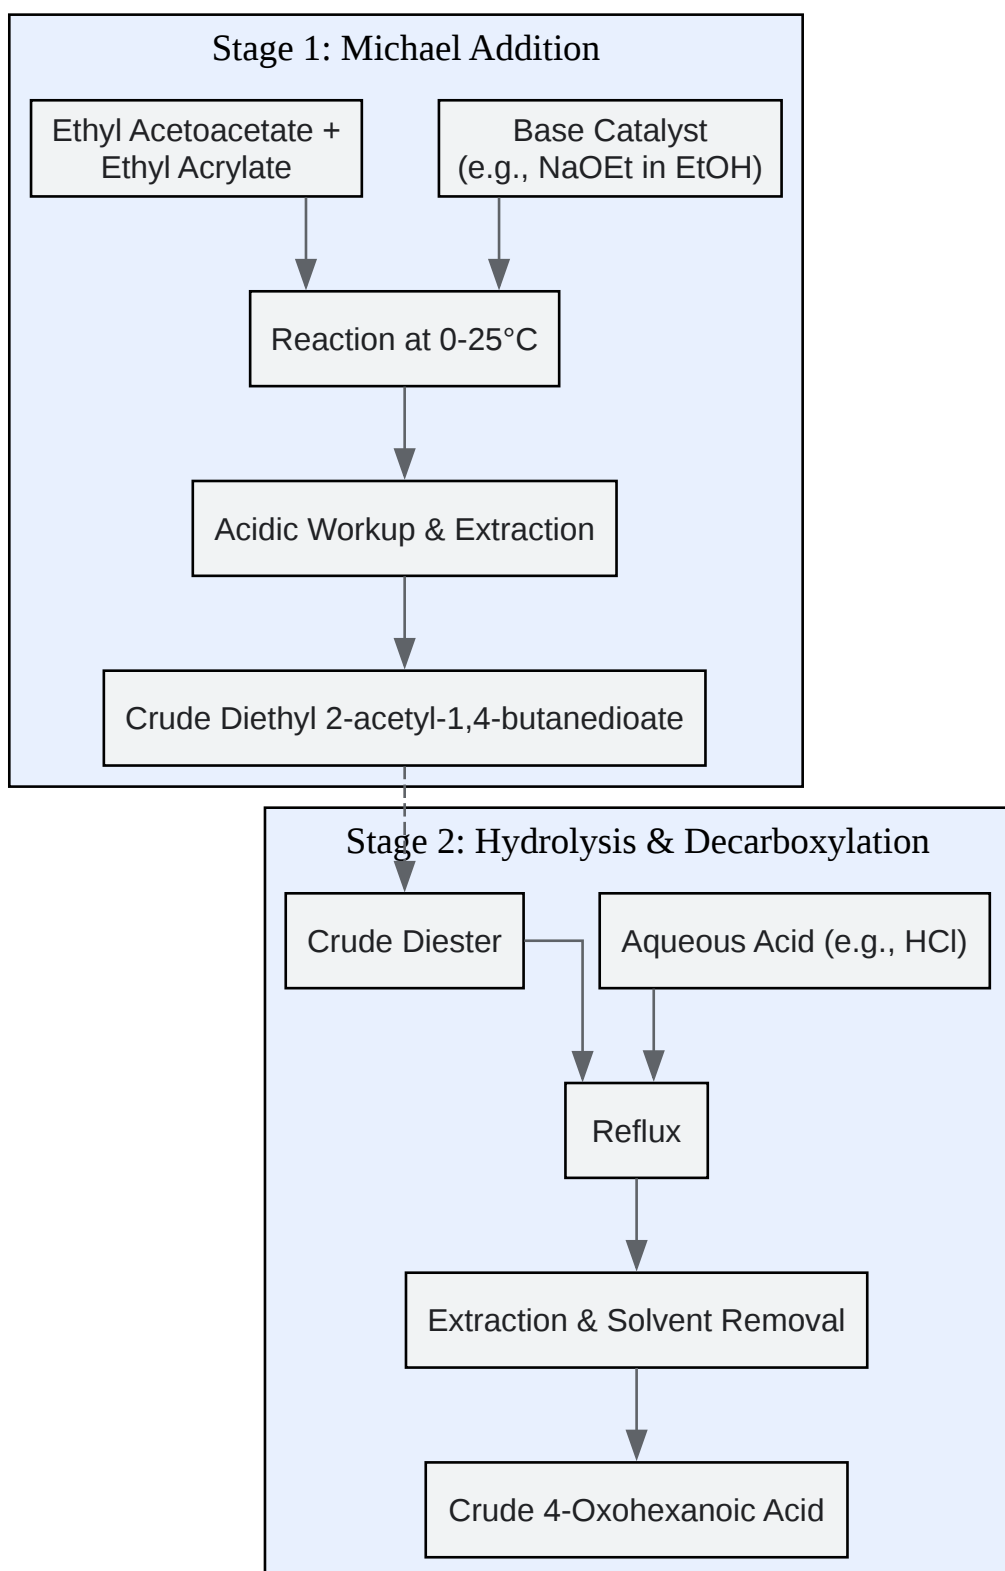 Stage 1: Michael Addition
Ethyl Acetoacetate +
Ethyl Acrylate
Base Catalyst
(e.g., NaOEt in EtOH)
Reaction at 0-25°C
Acidic Workup & Extraction
Crude Diethyl 2-acetyl-1,4-butanedioate
Stage 2: Hydrolysis & Decarboxylation
Crude Diester
Aqueous Acid (e.g., HCl)
Reflux
Extraction & Solvent Removal
Crude 4-Oxohexanoic Acid